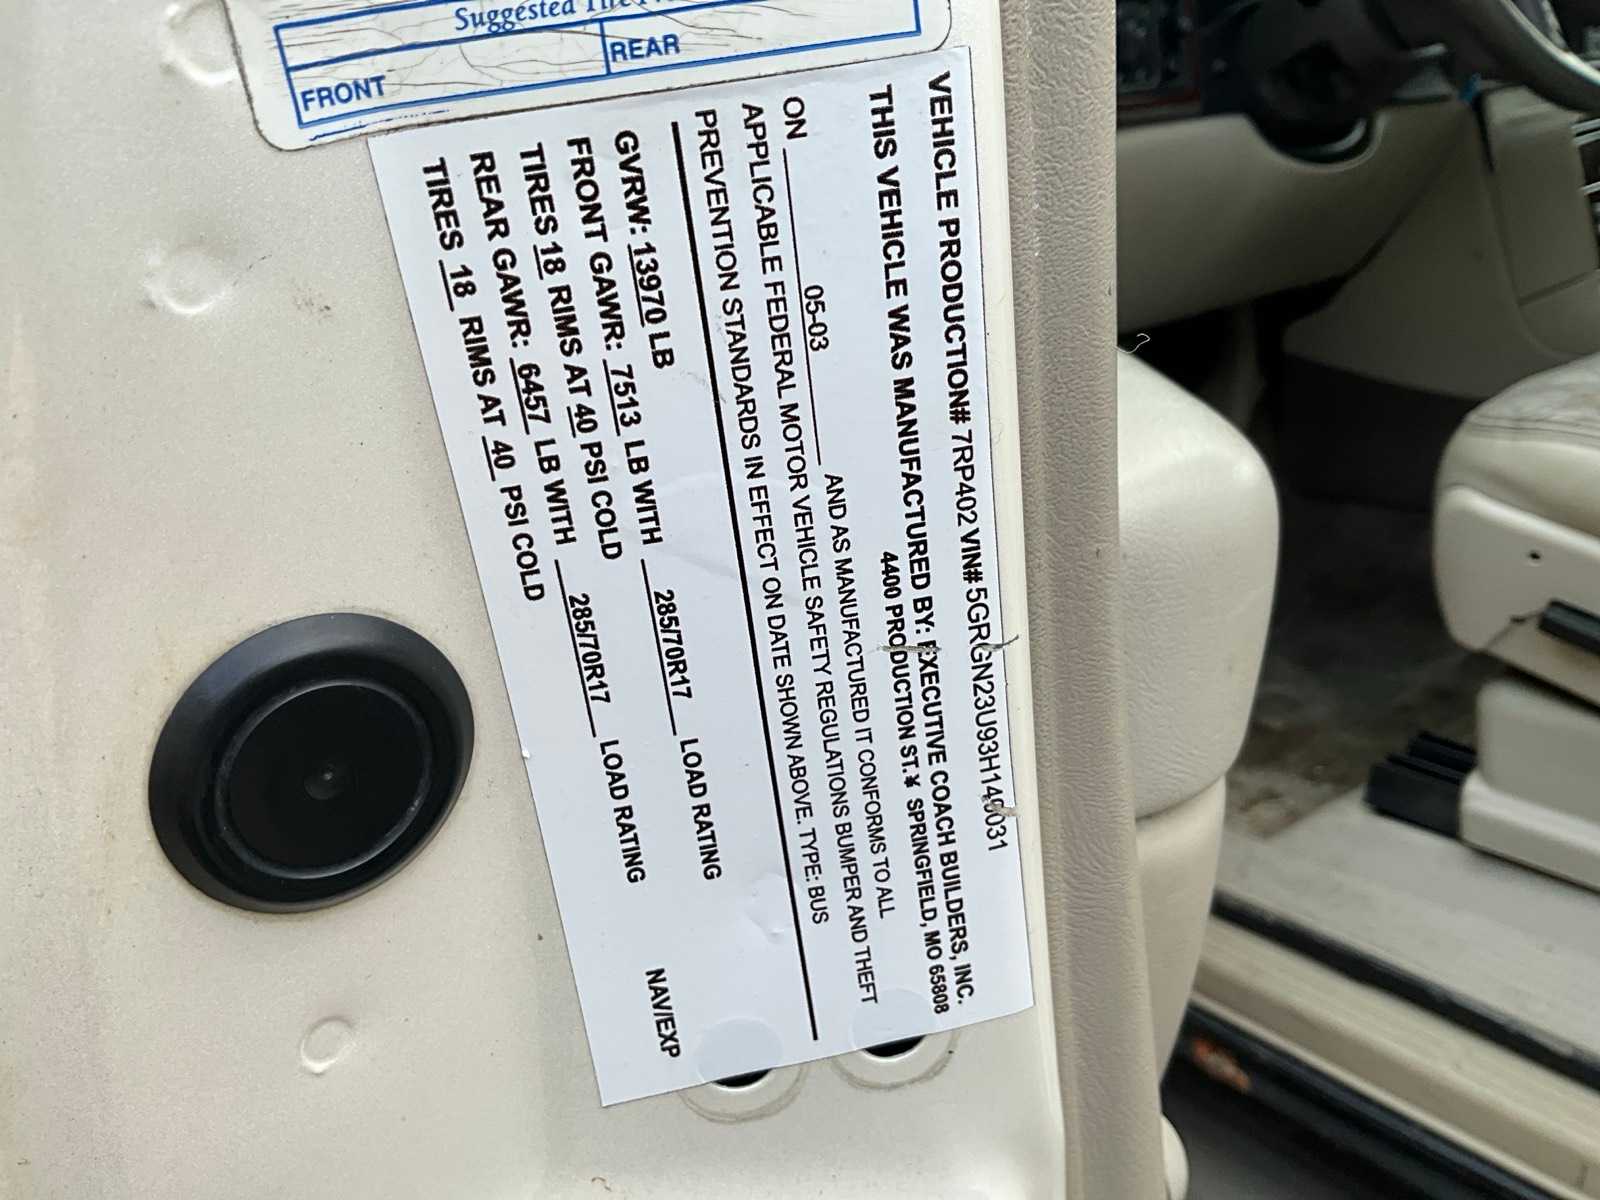 Suggested
FRONT
REAR
VEHICLE PRODUCTION# 7RP402 VIN# 5GRGN23U93H140031
THIS VEHICLE WAS MANUFACTURED BY: EXECUTIVE COACH BUILDERS, INC.
4400 PRODUCTION ST.* SPRINGFIELD, MO 65808
ON 05-03 AND AS MANUFACTURED IT CONFORMS TO ALL
APPLICABLE FEDERAL MOTOR VEHICLE SAFETY REGULATIONS BUMPER AND THEFT
PREVENTION STANDARDS IN EFFECT ON DATE SHOWN ABOVE. TYPE: BUS
GVRW: 13970 LB
FRONT GAWR: 7513 LB WITH 285/70R17 LOAD RATING
TIRES 18 RIMS AT 40 PSI COLD
REAR GAWR: 6457 LB WITH 285/70R17 LOAD RATING
TIRES 18 RIMS AT 40 PSI COLD
NAV/EXP